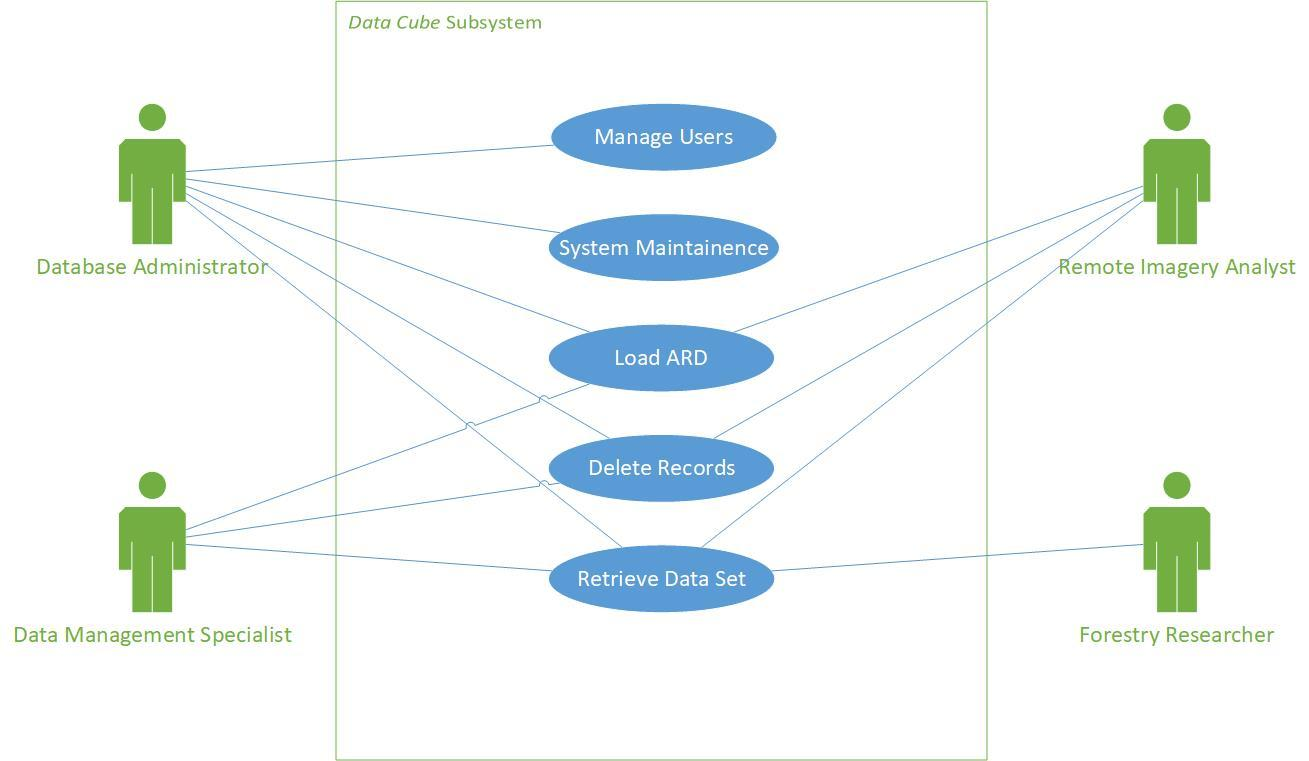 Data Cube Subsystem
Manage Users
System Maintainence
Database Administrator
Remote Imagery Analyst
Load ARD
Delete Records
Retrieve Data Set
Data Management Specialist
Forestry Researcher